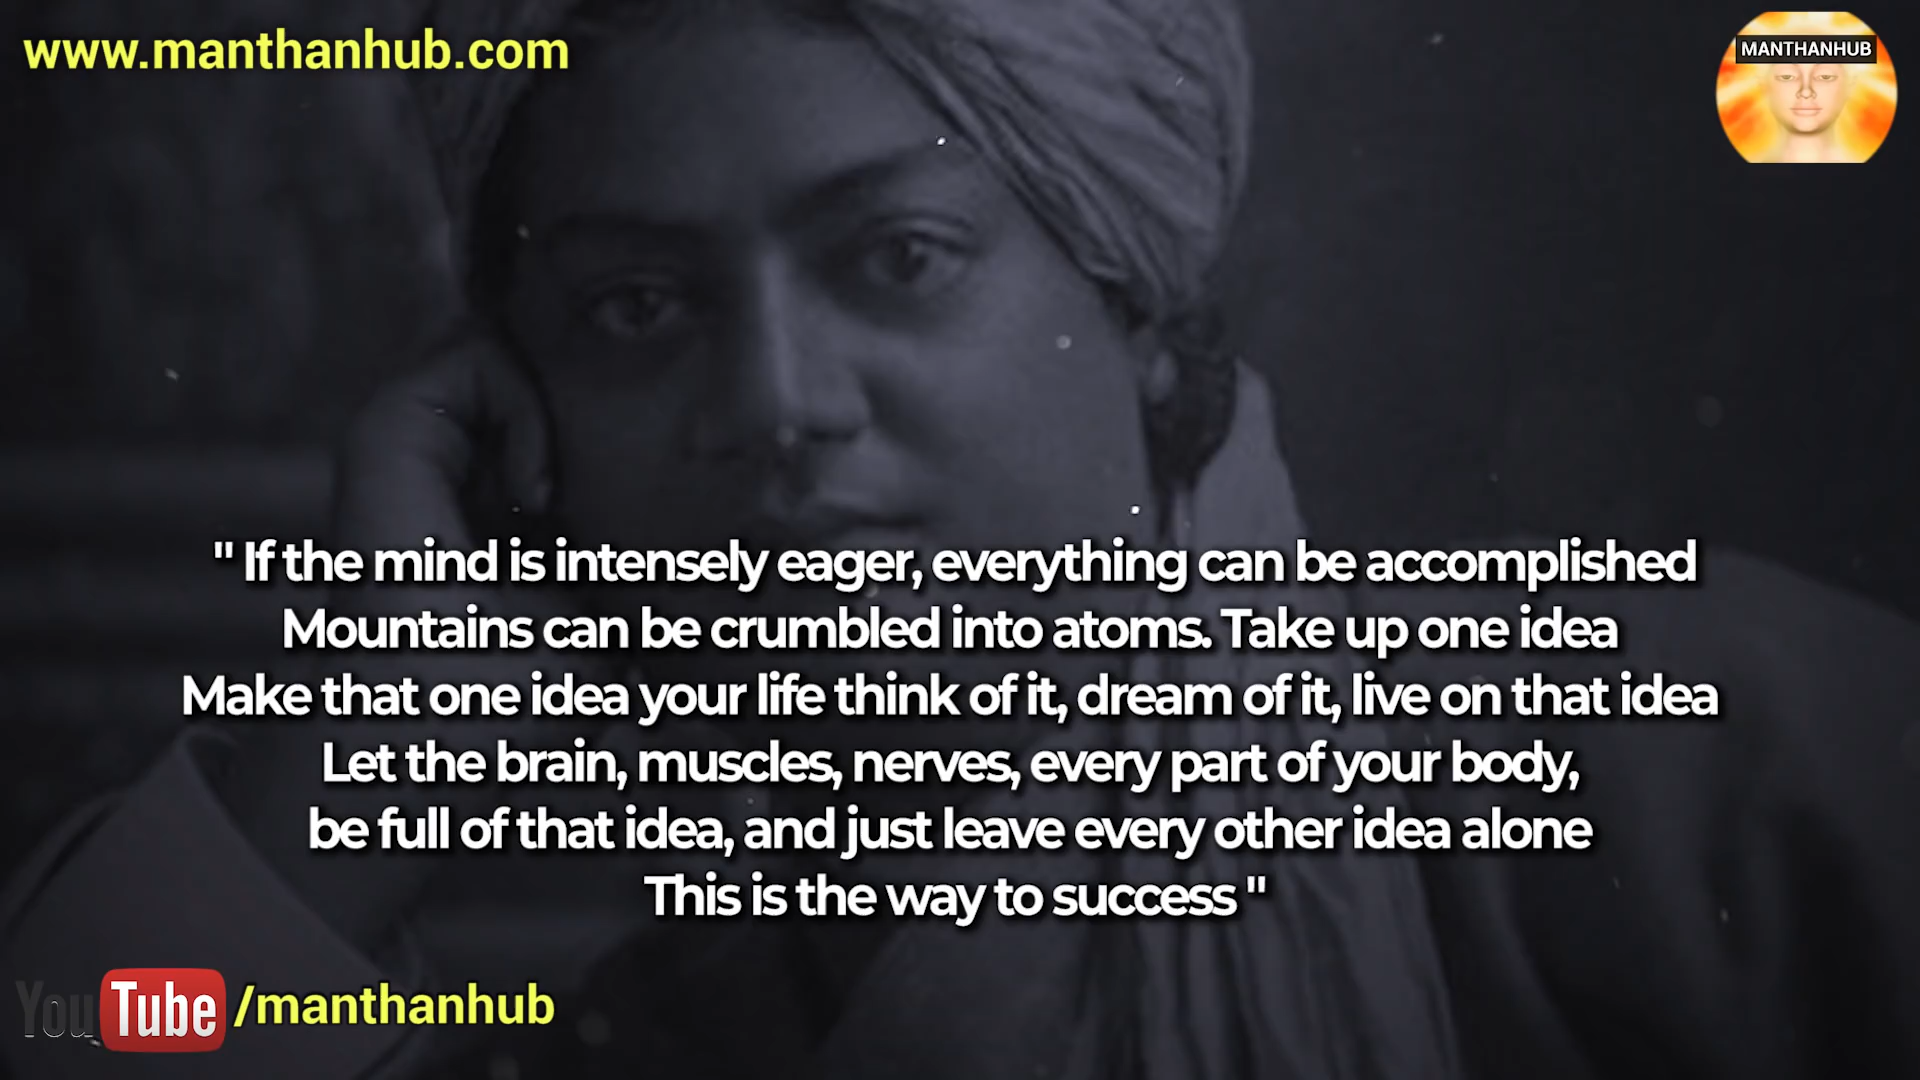 www.manthanhub.com
MANTHANHUB
" If the mind is intensely eager, everything can be accomplished
Mountains can be crumbled into atoms. Take up one idea
Make that one idea your life think of it, dream of it, live on that idea
Let the brain, muscles, nerves, every part of your body,
be full of that idea, and just leave every other idea alone
This is the way to success "
YouTube /manthanhub